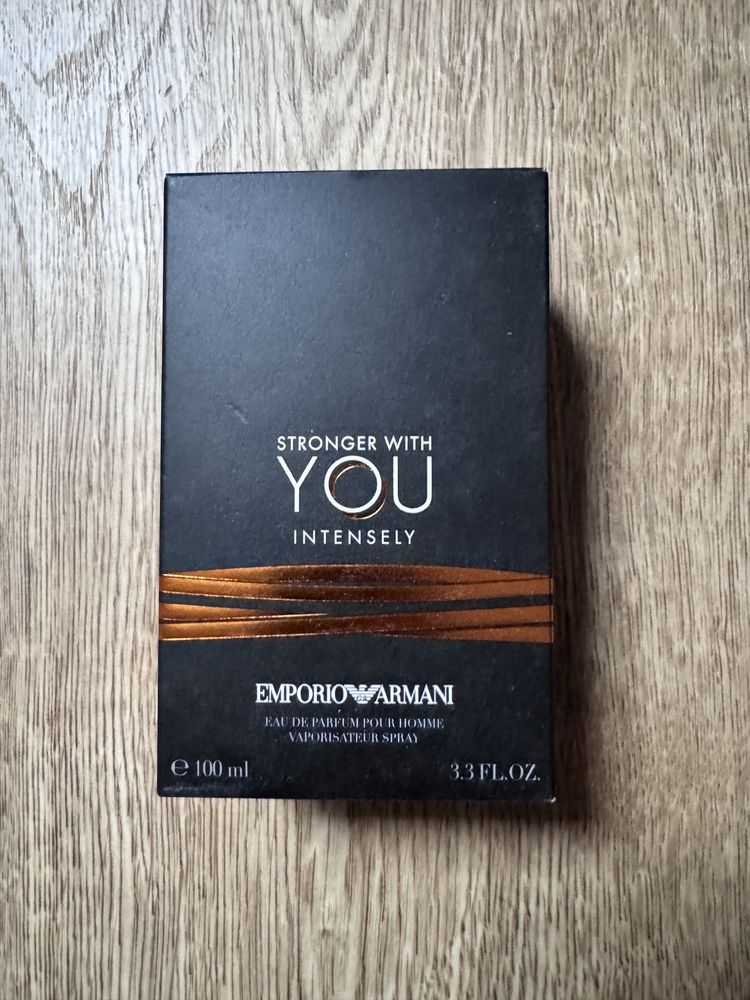 STRONGER WITH
YOU
INTENSELY
EMPORIO ARMANI
EAU DE PARFUM POUR HOMME
VAPORISATEUR SPRAY
℮ 100 ml 3.3 FL.OZ.